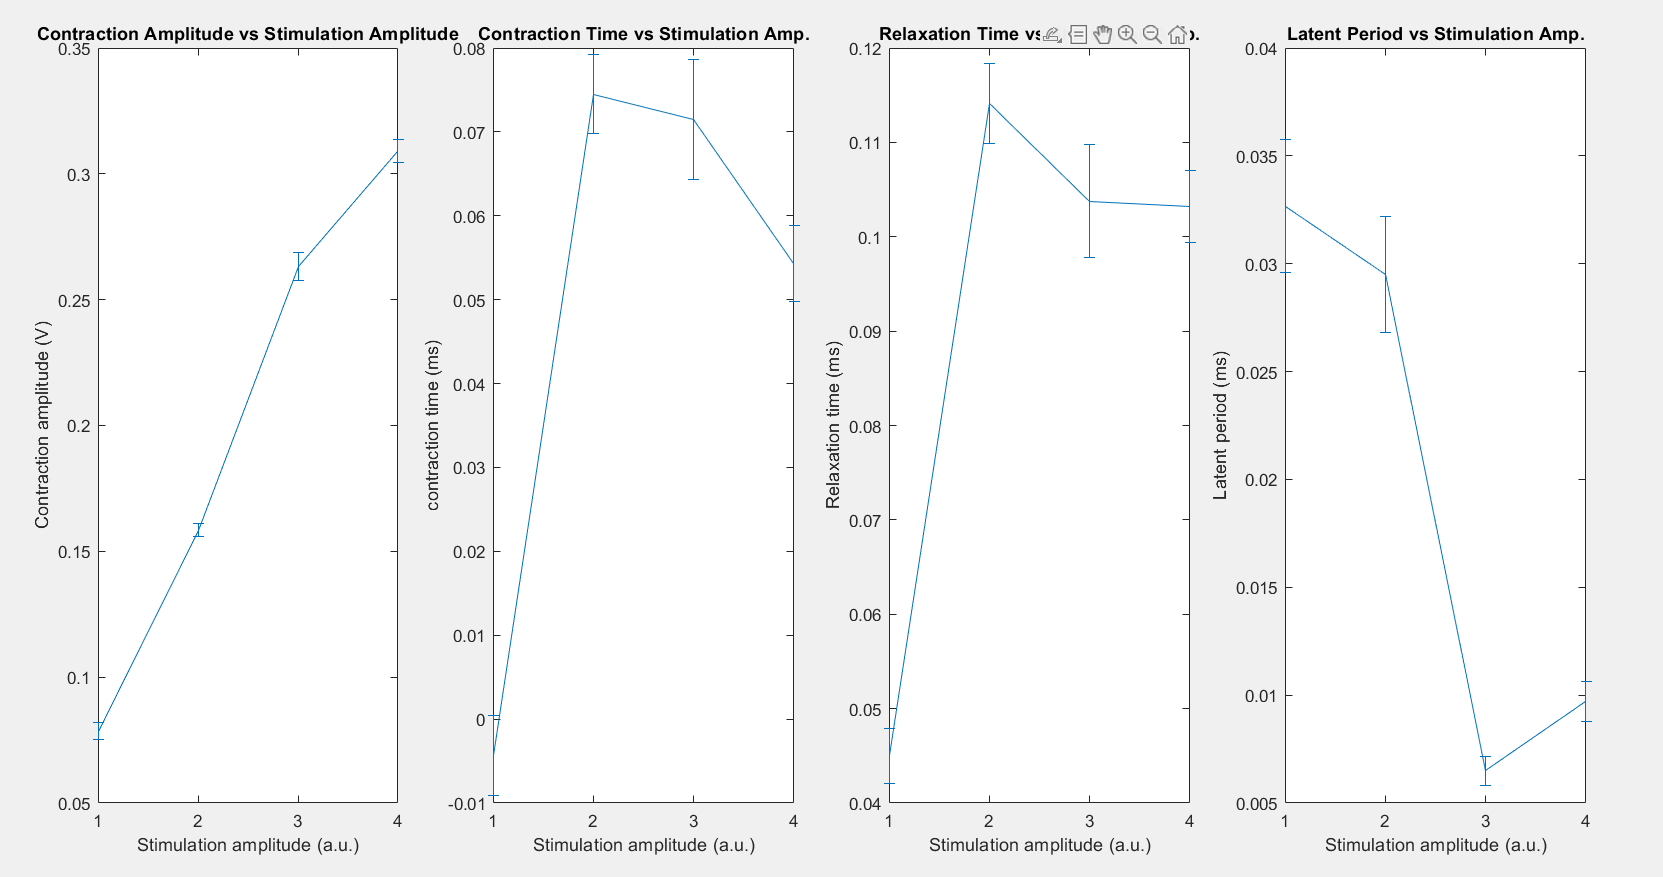 Contraction Amplitude vs Stimulation Amplitude
0.35
0.3
0.25
0.2
0.15
0.1
0.05
1 2 3 4
Contraction amplitude (V)
Stimulation amplitude (a.u.)
Contraction Time vs Stimulation Amp.
0.08
0.07
0.06
0.05
0.04
0.03
0.02
0.01
0
-0.01
1 2 3 4
contraction time (ms)
Stimulation amplitude (a.u.)
Relaxation Time vs p.
0.12
0.11
0.1
0.09
0.08
0.07
0.06
0.05
0.04
1 2 3 4
Relaxation time (ms)
Stimulation amplitude (a.u.)
Latent Period vs Stimulation Amp.
0.04
0.035
0.03
0.025
0.02
0.015
0.01
0.005
1 2 3 4
Latent period (ms)
Stimulation amplitude (a.u.)